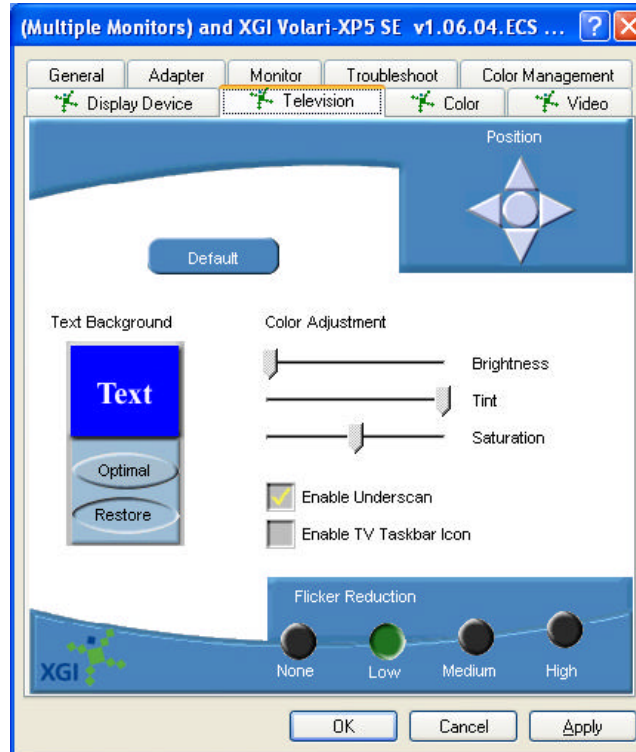 (Multiple Monitors) and XGI Volari-XP5 SE v1.06.04.ECS ...
General Adapter Monitor Troubleshoot Color Management
Display Device Television Color Video
Position
Default
Text Background Color Adjustment
Text
Brightness
Tint
Saturation
Optimal
Restore
Enable Underscan
Enable TV Taskbar Icon
Flicker Reduction
XGI
None Low Medium High
OK Cancel Apply